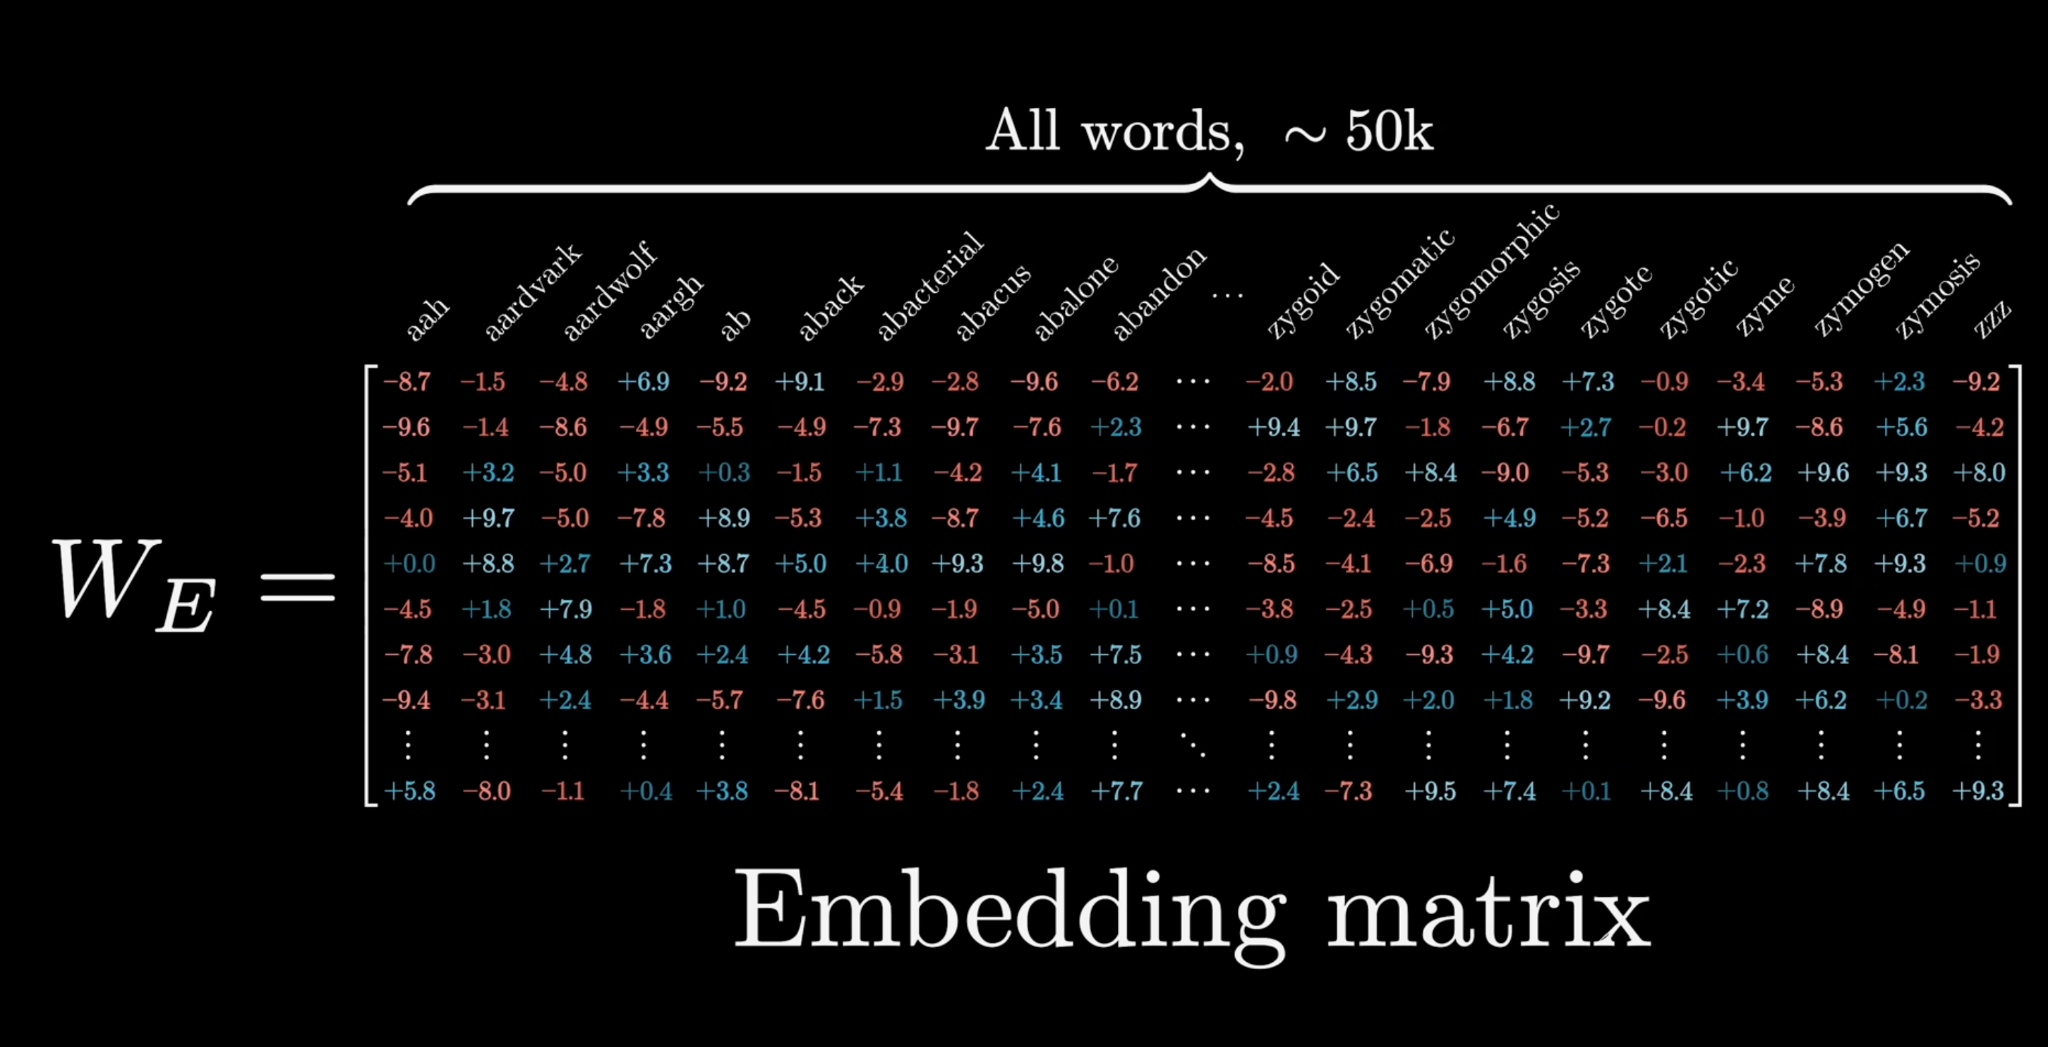 All words, ∼ 50k
aah aardvark aardwolf aargh ab aback abacterial abacus abalone abandon ⋯ zygoid zygomatic zygomorphic zygosis zygote zygotic zyme zymogen zymosis zzz
−8.7 −1.5 −4.8 +6.9 −9.2 +9.1 −2.9 −2.8 −9.6 −6.2 ⋯ −2.0 +8.5 −7.9 +8.8 +7.3 −0.9 −3.4 −5.3 +2.3 −9.2
−9.6 −1.4 −8.6 −4.9 −5.5 −4.9 −7.3 −9.7 −7.6 +2.3 ⋯ +9.4 +9.7 −1.8 −6.7 +2.7 −0.2 +9.7 −8.6 +5.6 −4.2
−5.1 +3.2 −5.0 +3.3 +0.3 −1.5 +1.1 −4.2 +4.1 −1.7 ⋯ −2.8 +6.5 +8.4 −9.0 −5.3 −3.0 +6.2 +9.6 +9.3 +8.0
−4.0 +9.7 −5.0 −7.8 +8.9 −5.3 +3.8 −8.7 +4.6 +7.6 ⋯ −4.5 −2.4 −2.5 +4.9 −5.2 −6.5 −1.0 −3.9 +6.7 −5.2
W_E = +0.0 +8.8 +2.7 +7.3 +8.7 +5.0 +4.0 +9.3 +9.8 −1.0 ⋯ −8.5 −4.1 −6.9 −1.6 −7.3 +2.1 −2.3 +7.8 +9.3 +0.9
−4.5 +1.8 +7.9 −1.8 +1.0 −4.5 −0.9 −1.9 −5.0 +0.1 ⋯ −3.8 −2.5 +0.5 +5.0 −3.3 +8.4 +7.2 −8.9 −4.9 −1.1
−7.8 −3.0 +4.8 +3.6 +2.4 +4.2 −5.8 −3.1 +3.5 +7.5 ⋯ +0.9 −4.3 −9.3 +4.2 −9.7 −2.5 +0.6 +8.4 −8.1 −1.9
−9.4 −3.1 +2.4 −4.4 −5.7 −7.6 +1.5 +3.9 +3.4 +8.9 ⋯ −9.8 +2.9 +2.0 +1.8 +9.2 −9.6 +3.9 +6.2 +0.2 −3.3
⋮ ⋮ ⋮ ⋮ ⋮ ⋮ ⋮ ⋮ ⋮ ⋮ ⋱ ⋮ ⋮ ⋮ ⋮ ⋮ ⋮ ⋮ ⋮ ⋮ ⋮
+5.8 −8.0 −1.1 +0.4 +3.8 −8.1 −5.4 −1.8 +2.4 +7.7 ⋯ +2.4 −7.3 +9.5 +7.4 +0.1 +8.4 +0.8 +8.4 +6.5 +9.3
Embedding matrix